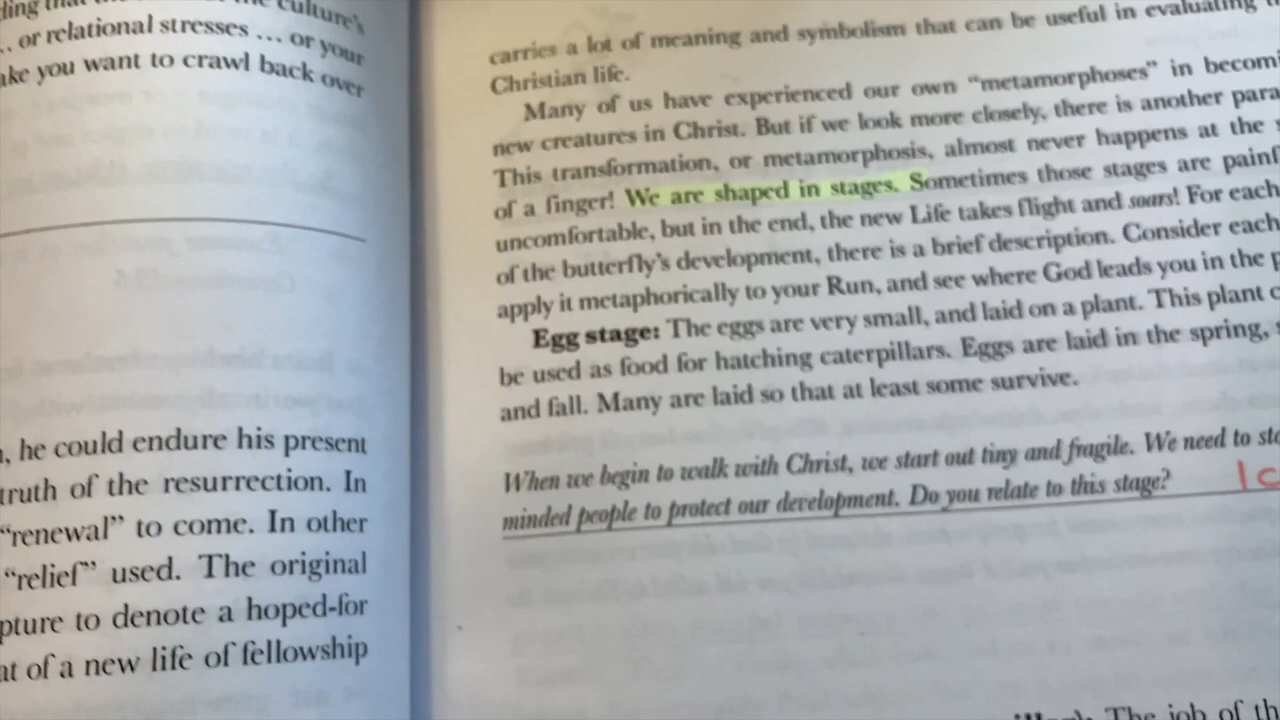 culture's
.. or relational stresses ... or your
you want to crawl back over
he could endure his present
truth of the resurrection. In
“renewal” to come. In other
“relief” used. The original
to denote a hoped-for
of a new life of fellowship
carries a lot of meaning and symbolism that can be useful in evaluating
Christian life.
Many of us have experienced our own “metamorphoses” in
new creatures in Christ. But if we look more closely, there is another
This transformation, or metamorphosis, almost never happens at the
of a finger! We are shaped in stages. Sometimes those stages are
uncomfortable, but in the end, the new Life takes flight and soars! For each
of the butterfly's development, there is a brief description. Consider each
apply it metaphorically to your Run, and see where God leads you in the
Egg stage: The eggs are very small, and laid on a plant. This plant
be used as food for hatching caterpillars. Eggs are laid in the spring,
and fall. Many are laid so that at least some survive.
When we begin to walk with Christ, we start out tiny and fragile. We need to
minded people to protect our development. Do you relate to this stage?
The job of